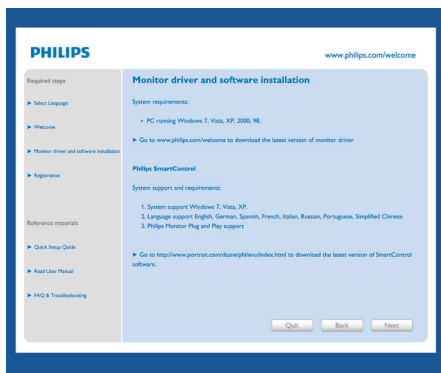 PHILIPS
www.philips.com/welcome
Required steps
► Select Language:
► Welcome
► Monitor driver and software installation
► Registration
Reference materials
► Quick Setup Quide
► Read User Manual
► FAQ & Troubleshooting
Monitor driver and software installation
System requirements:
• PC running Windows 7, Vista, XP, 2000, 98.
► Go to www.philips.com/welcome to download the latest version of monitor driver
Philips SmartControl
System support and requirements:
1. System support Windows 7, Vista, XP.
2. Language support English, German, Spanish, French, Italian, Russian, Portuguese, Simplified Chinese
3. Philips Monitor Plug and Play support
► Go to http://www.portrait.com/dtune/phl/enu/index.html to download the latest version of SmartControl
software.
Quit
Back
Next